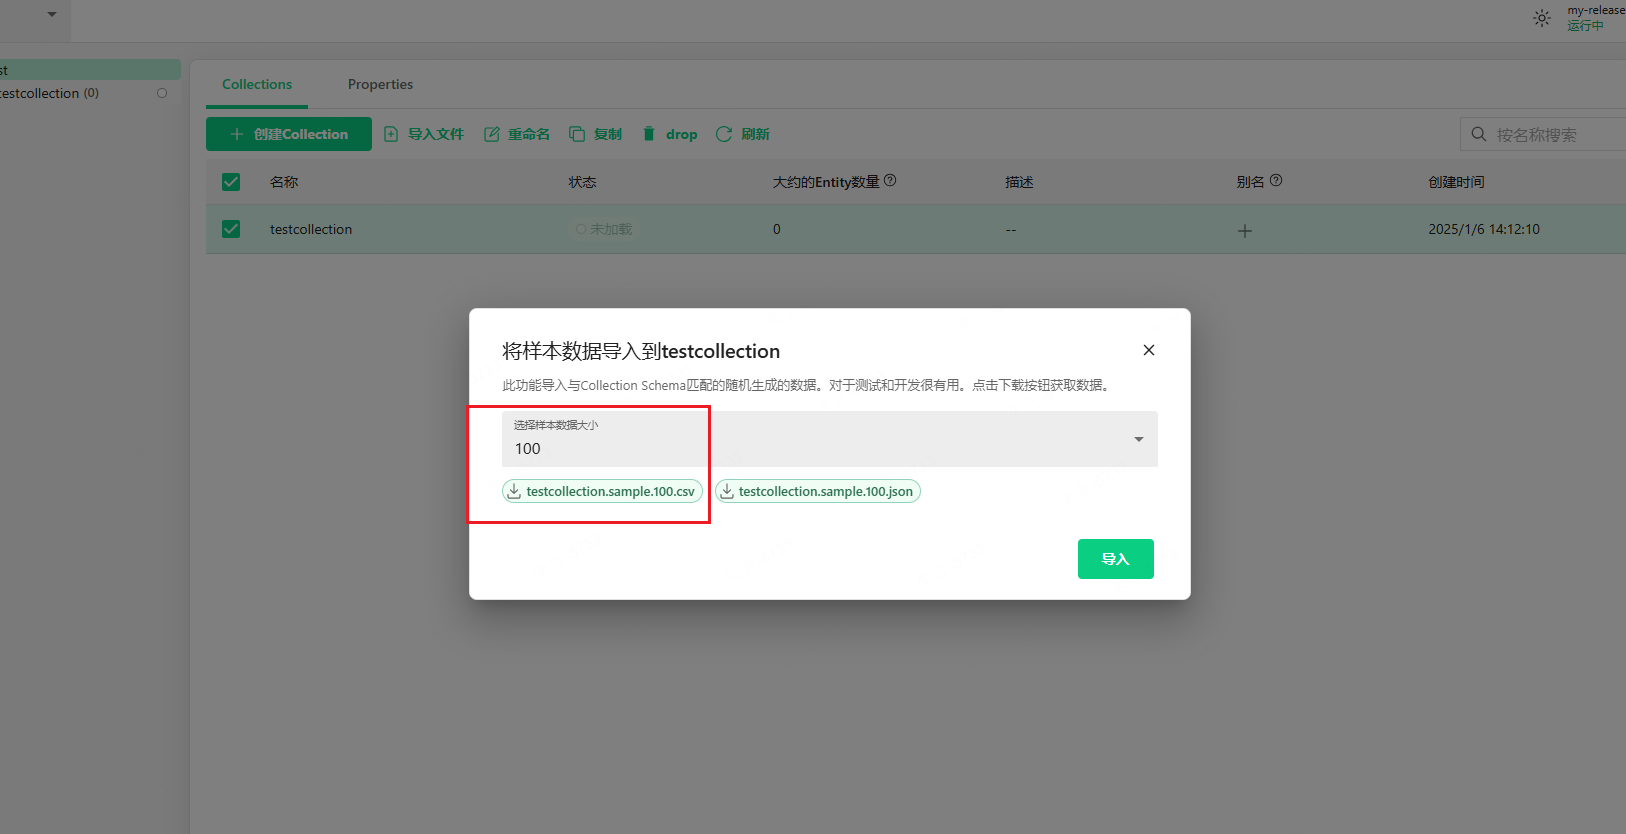 my-release
运行中
st
testcollection (0)
Collections
Properties
创建Collection
导入文件
重命名
复制
drop
刷新
按名称搜索
名称
状态
大约的Entity数量
描述
别名
创建时间
testcollection
未加载
0
--
2025/1/6 14:12:10
将样本数据导入到testcollection
此功能导入与Collection Schema匹配的随机生成的数据。对于测试和开发很有用。点击下载按钮获取数据。
选择样本数据大小
100
testcollection.sample.100.csv
testcollection.sample.100.json
导入